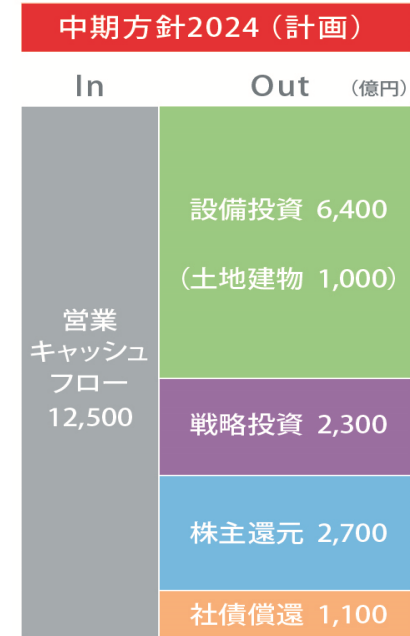 中期方針2024（計画）
In
Out （億円）
営業
キャッシュ
フロー
12,500
設備投資 6,400
（土地建物 1,000）
戦略投資 2,300
株主還元 2,700
社債償還 1,100